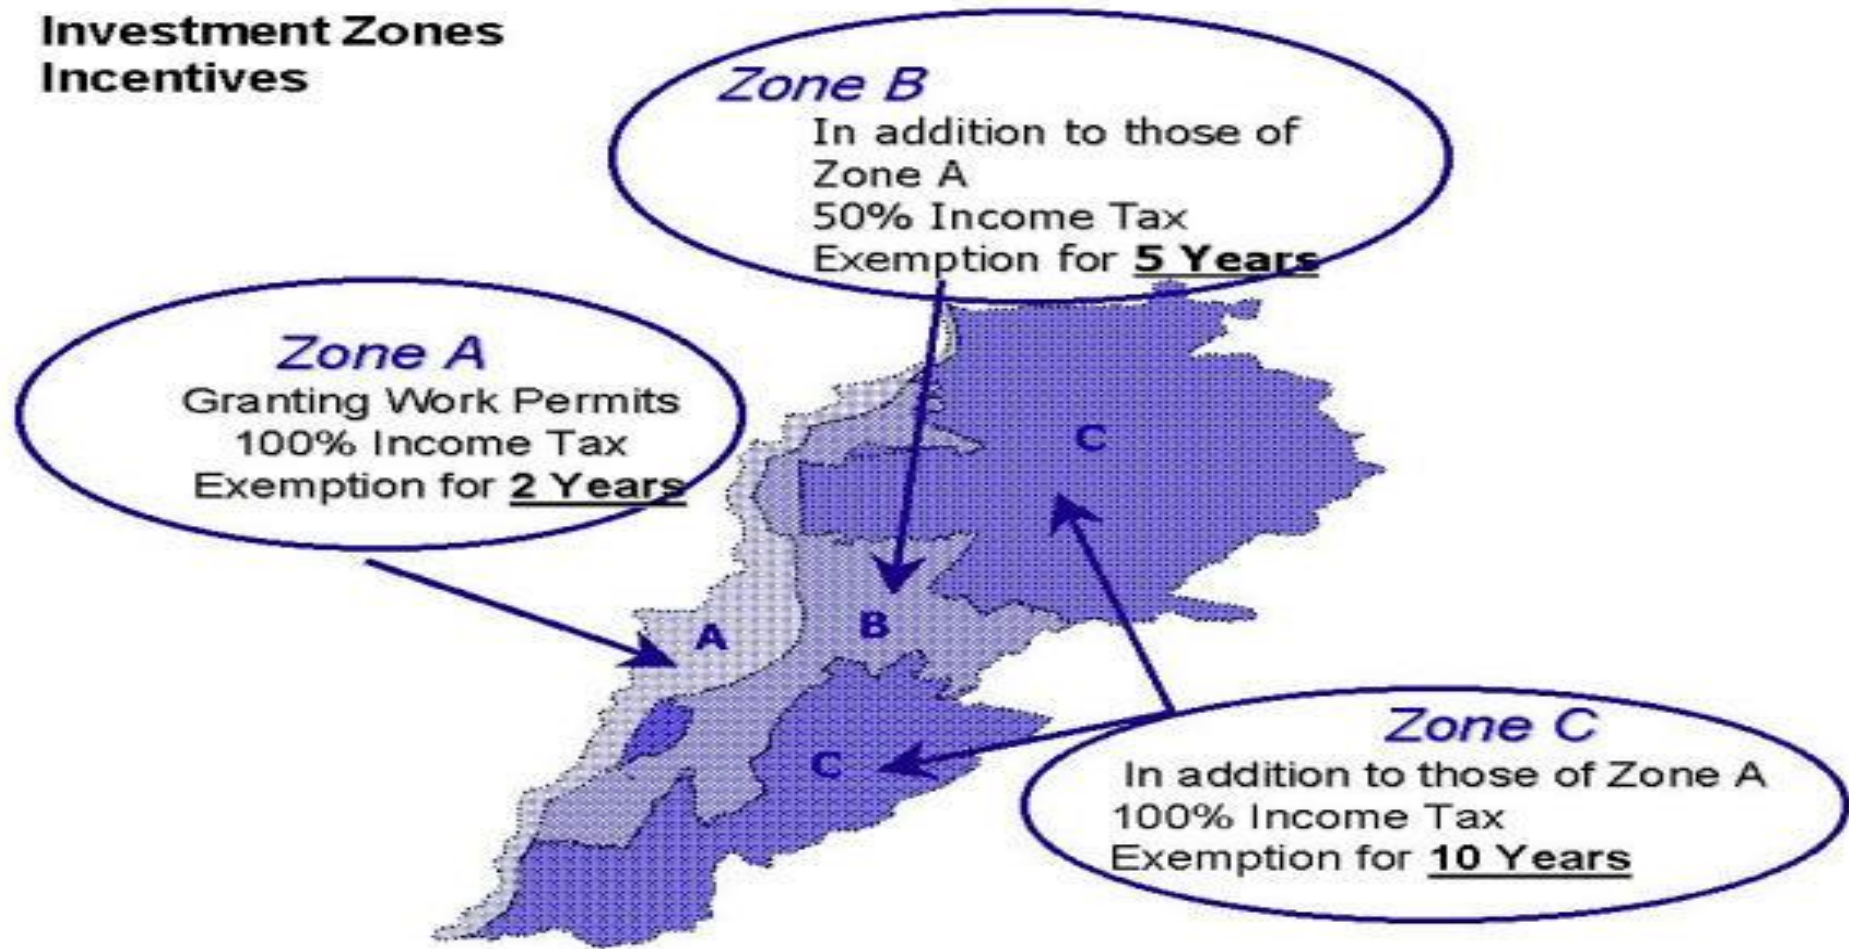 Investment Zones
Incentives
Zone B
In addition to those of
Zone A
50% Income Tax
Exemption for 5 Years
Zone A
Granting Work Permits
100% Income Tax
Exemption for 2 Years
C
A
B
C
Zone C
In addition to those of Zone A
100% Income Tax
Exemption for 10 Years